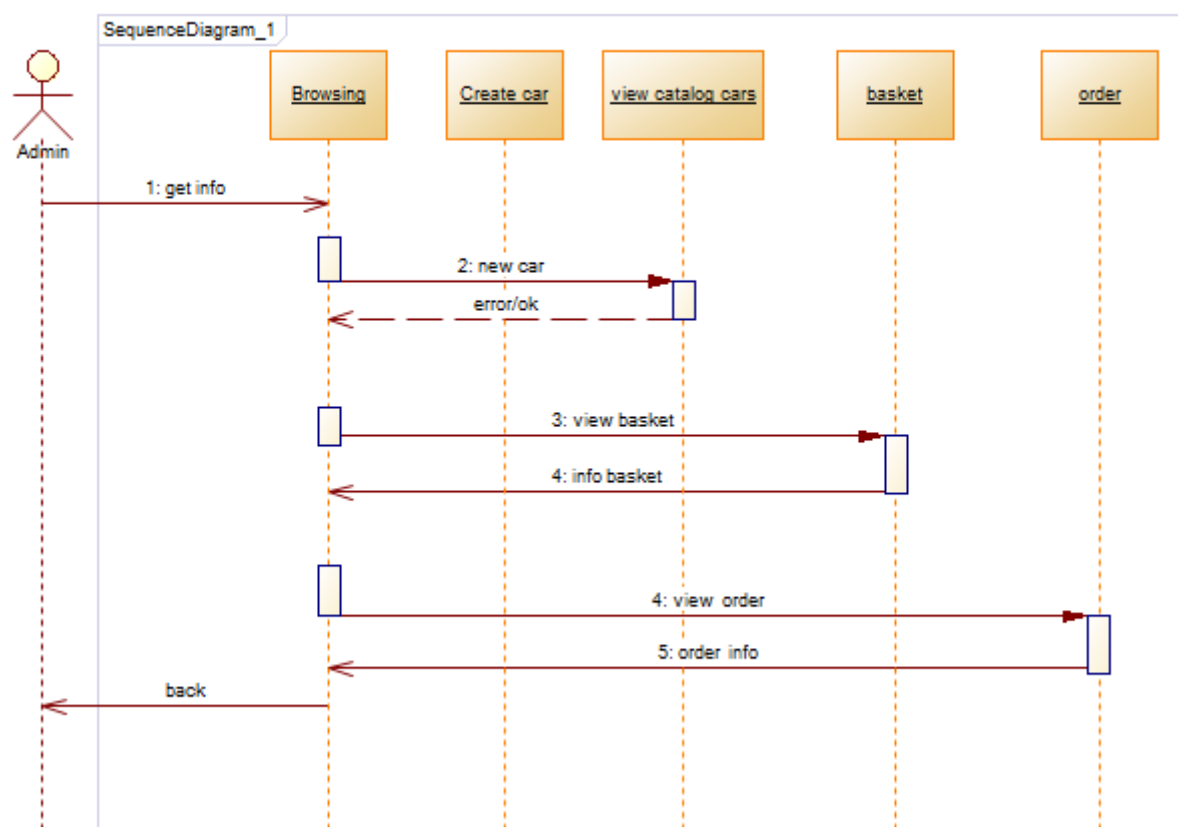 SequenceDiagram_1
Browsing
Create car
view catalog cars
basket
order
Admin
1: get info
2: new car
error/ok
3: view basket
4: info basket
4: view order
5: order info
back